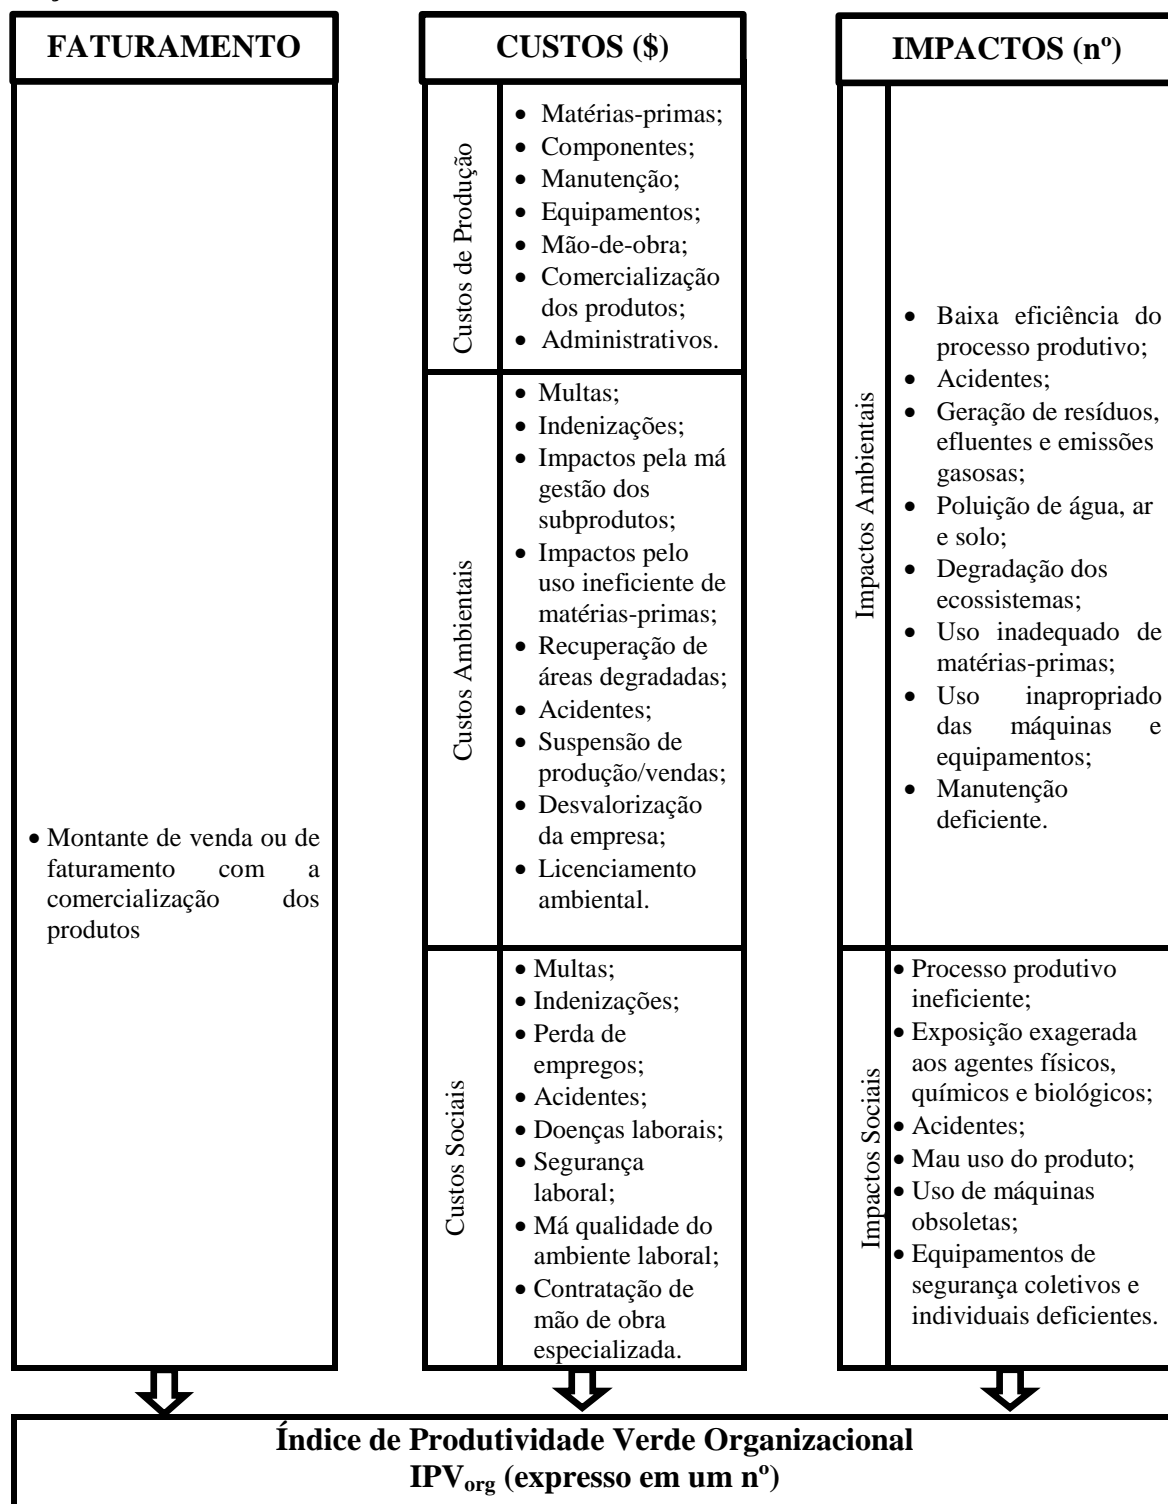 FATURAMENTO
• Montante de venda ou de
faturamento com a
comercialização dos
produtos
CUSTOS ($)
Custos de Produção
• Matérias-primas;
• Componentes;
• Manutenção;
• Equipamentos;
• Mão-de-obra;
• Comercialização
dos produtos;
• Administrativos.
Custos Ambientais
• Multas;
• Indenizações;
• Impactos pela má
gestão dos
subprodutos;
• Impactos pelo
uso ineficiente de
matérias-primas;
• Recuperação de
áreas degradadas;
• Acidentes;
• Suspensão de
produção/vendas;
• Desvalorização
da empresa;
• Licenciamento
ambiental.
Custos Sociais
• Multas;
• Indenizações;
• Perda de
empregos;
• Acidentes;
• Doenças laborais;
• Segurança
laboral;
• Má qualidade do
ambiente laboral;
• Contratação de
mão de obra
especializada.
IMPACTOS (nº)
Impactos Ambientais
• Baixa eficiência do
processo produtivo;
• Acidentes;
• Geração de resíduos,
efluentes e emissões
gasosas;
• Poluição de água, ar
e solo;
• Degradação dos
ecossistemas;
• Uso inadequado de
matérias-primas;
• Uso inapropriado
das máquinas e
equipamentos;
• Manutenção
deficiente.
Impactos Sociais
• Processo produtivo
ineficiente;
• Exposição exagerada
aos agentes físicos,
químicos e biológicos;
• Acidentes;
• Mau uso do produto;
• Uso de máquinas
obsoletas;
• Equipamentos de
segurança coletivos e
individuais deficientes.
Índice de Produtividade Verde Organizacional
IPVorg (expresso em um nº)